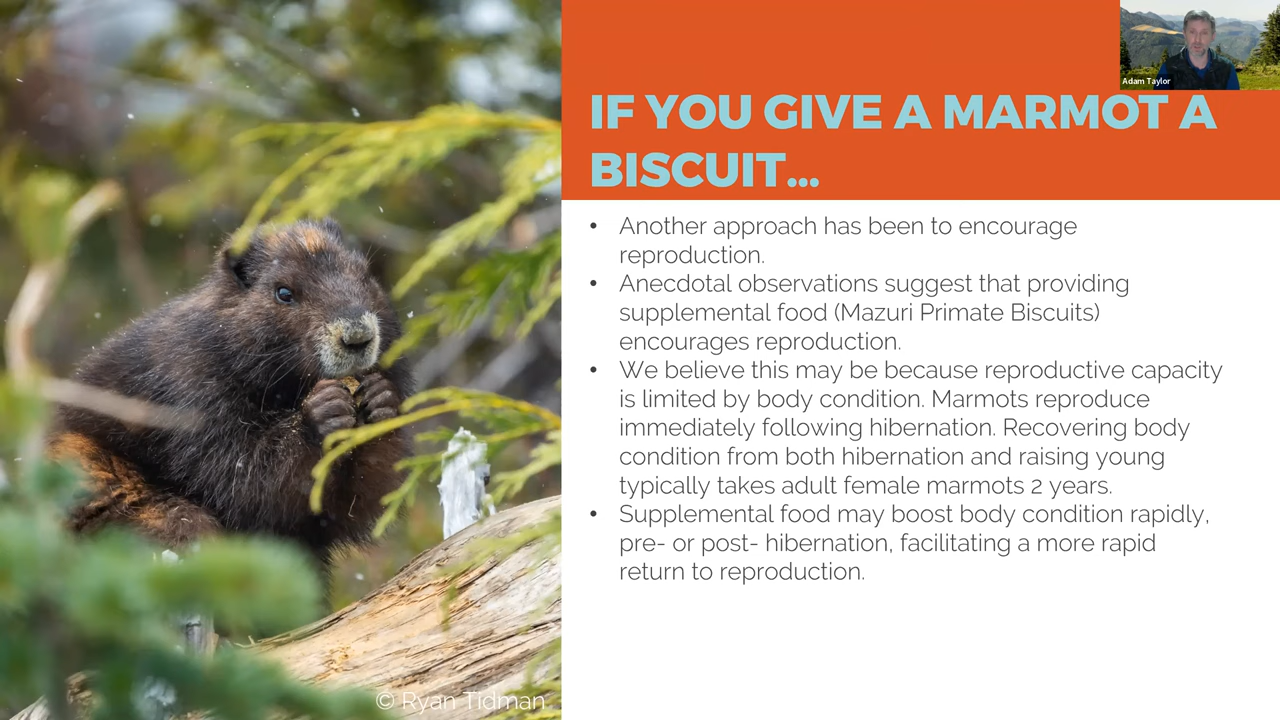 Adam Taylor
IF YOU GIVE A MARMOT A
BISCUIT...
• Another approach has been to encourage
reproduction.
• Anecdotal observations suggest that providing
supplemental food (Mazuri Primate Biscuits)
encourages reproduction.
• We believe this may be because reproductive capacity
is limited by body condition. Marmots reproduce
immediately following hibernation. Recovering body
condition from both hibernation and raising young
typically takes adult female marmots 2 years.
• Supplemental food may boost body condition rapidly,
pre- or post- hibernation, facilitating a more rapid
return to reproduction.
© Ryan Tidman